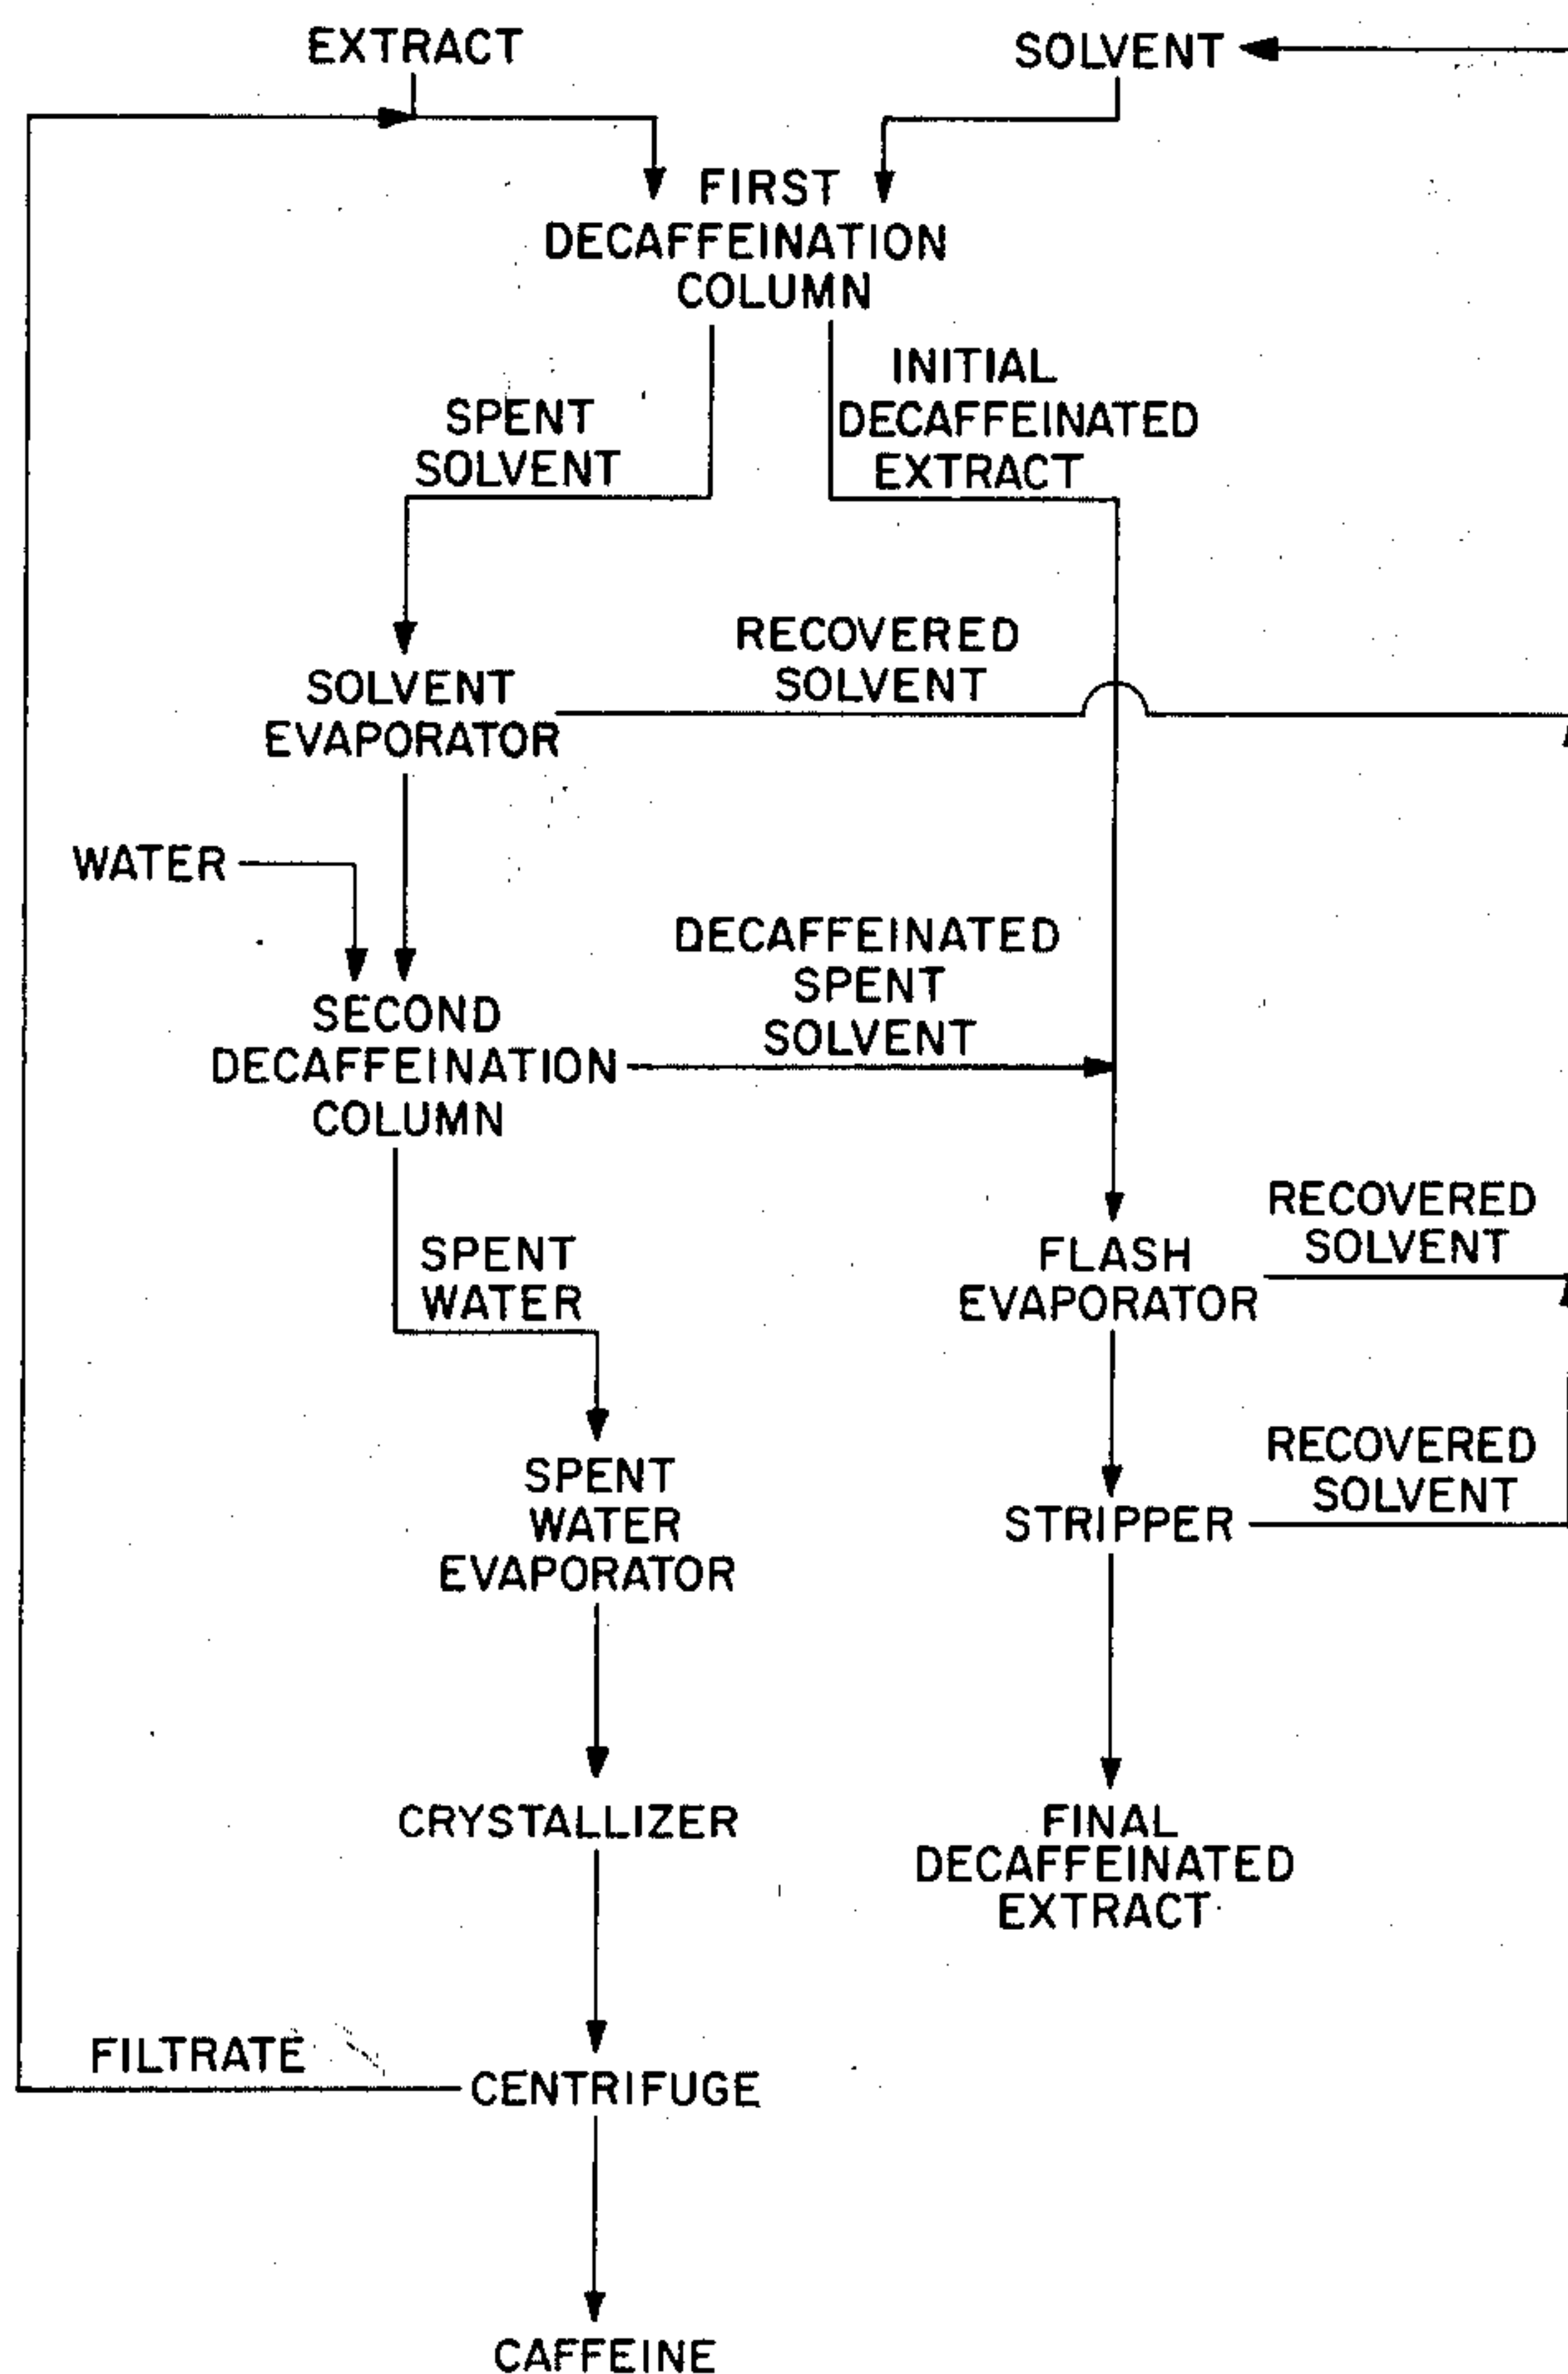 EXTRACT
SOLVENT
FIRST
DECAFFEINATION
COLUMN
INITIAL
DECAFFEINATED
EXTRACT
SPENT
SOLVENT
RECOVERED
SOLVENT
SOLVENT
EVAPORATOR
WATER
DECAFFEINATED
SPENT
SOLVENT
SECOND
DECAFFEINATION
COLUMN
RECOVERED
SOLVENT
SPENT
WATER
FLASH
EVAPORATOR
RECOVERED
SOLVENT
SPENT
WATER
EVAPORATOR
STRIPPER
CRYSTALLIZER
FINAL
DECAFFEINATED
EXTRACT
FILTRATE
CENTRIFUGE
CAFFEINE